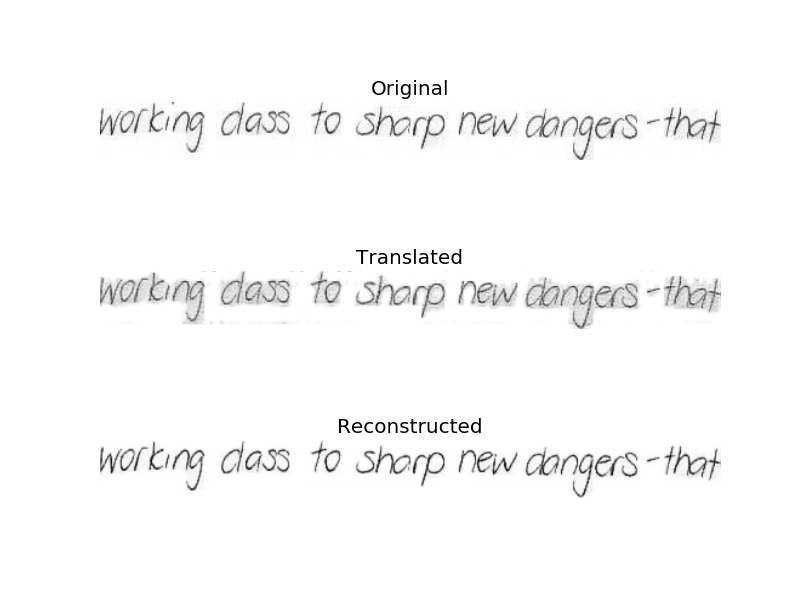 Original
working class to sharp new dangers - that
Translated
working class to sharp new dangers - that
Reconstructed
working class to sharp new dangers - that